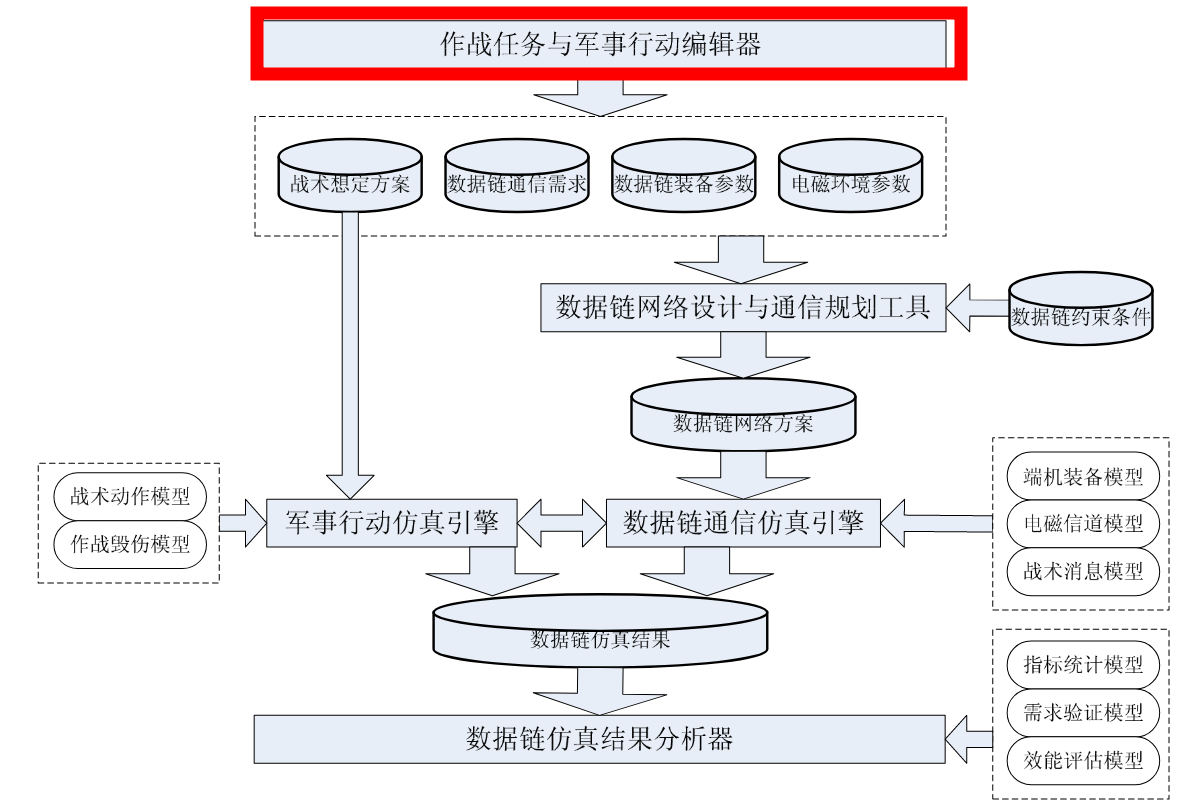 作战任务与军事行动编辑器
战术想定方案
数据链通信需求
数据链装备参数
电磁环境参数
数据链网络设计与通信规划工具
数据链约束条件
数据链网络方案
战术动作模型
作战毁伤模型
军事行动仿真引擎
数据链通信仿真引擎
端机装备模型
电磁信道模型
战术消息模型
数据链仿真结果
数据链仿真结果分析器
指标统计模型
需求验证模型
效能评估模型